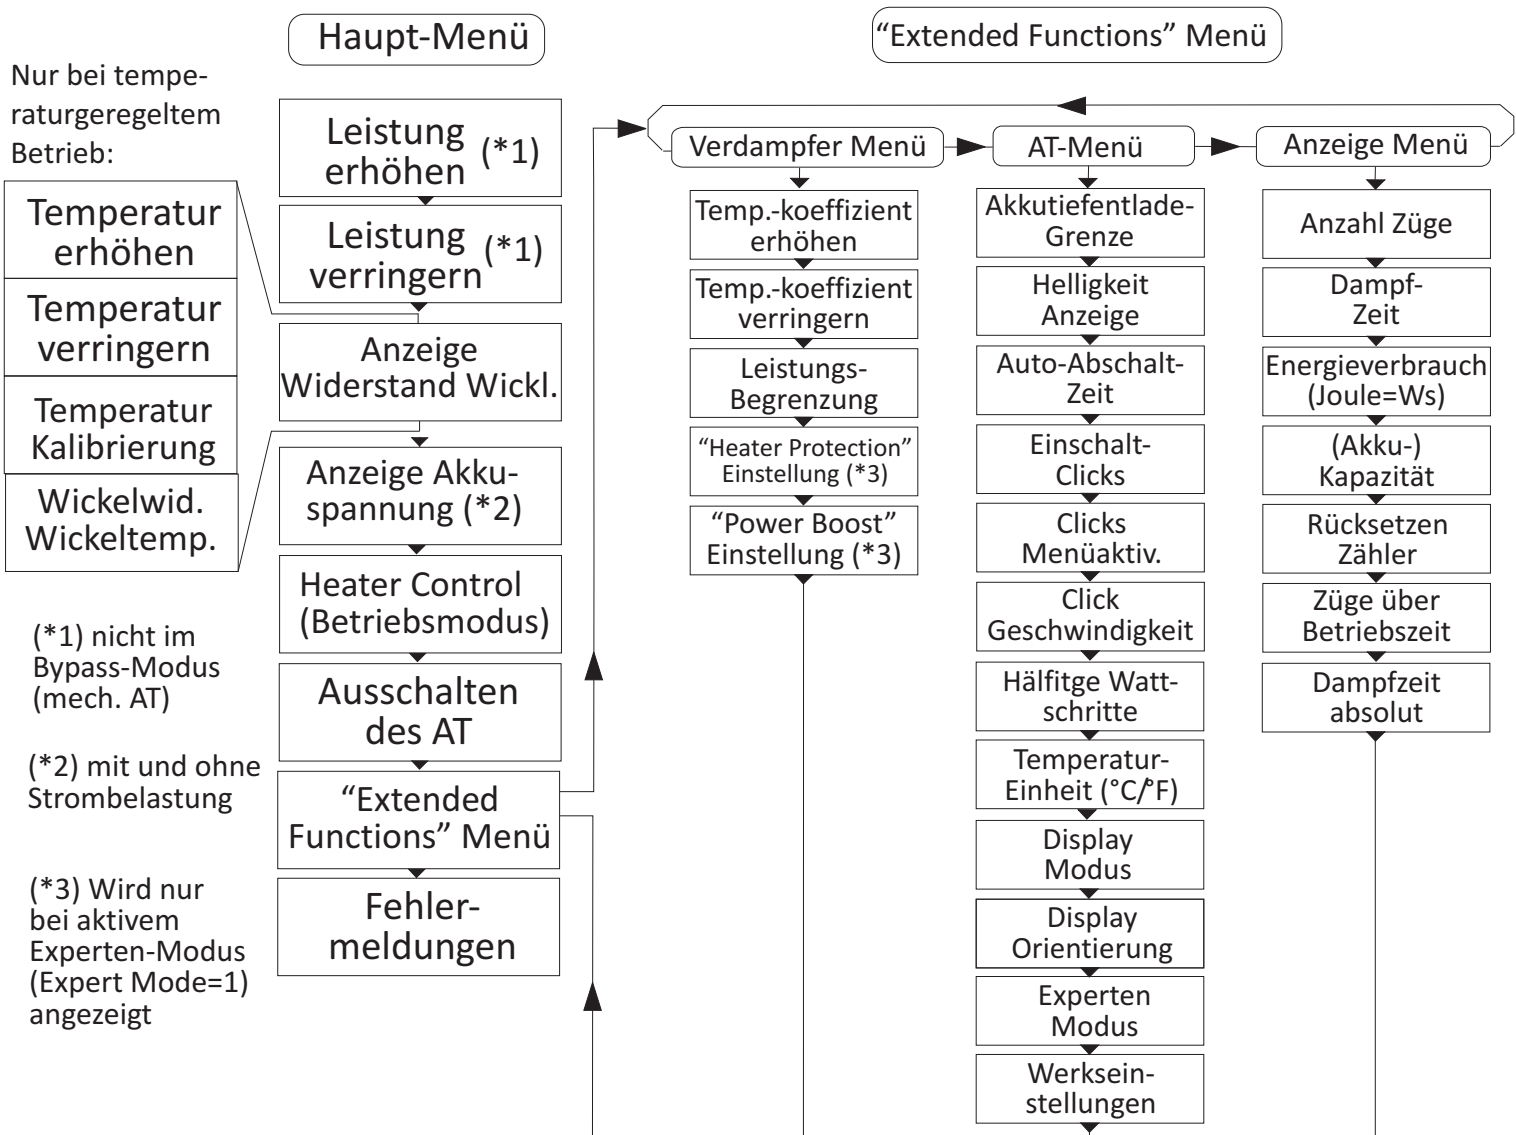 Haupt-Menü
“Extended Functions” Menü
Nur bei tempe-
raturgeregeltem
Betrieb:
Temperatur
erhöhen
Temperatur
verringern
Temperatur
Kalibrierung
Wickelwid.
Wickeltemp.
(*1) nicht im
Bypass-Modus
(mech. AT)
(*2) mit und ohne
Strombelastung
(*3) Wird nur
bei aktivem
Experten-Modus
(Expert Mode=1)
angezeigt
Leistung
erhöhen (*1)
Leistung
verringern (*1)
Anzeige
Widerstand Wickl.
Anzeige Akku-
spannung (*2)
Heater Control
(Betriebsmodus)
Ausschalten
des AT
“Extended
Functions” Menü
Fehler-
meldungen
Verdampfer Menü
Temp.-koeffizient
erhöhen
Temp.-koeffizient
verringern
Leistungs-
Begrenzung
“Heater Protection”
Einstellung (*3)
“Power Boost”
Einstellung (*3)
AT-Menü
Akkutiefentlade-
Grenze
Helligkeit
Anzeige
Auto-Abschalt-
Zeit
Einschalt-
Clicks
Clicks
Menüaktiv.
Click
Geschwindigkeit
Hälfitge Watt-
schritte
Temperatur-
Einheit (°C/°F)
Display
Modus
Display
Orientierung
Experten
Modus
Werksein-
stellungen
Anzeige Menü
Anzahl Züge
Dampf-
Zeit
Energieverbrauch
(Joule=Ws)
(Akku-)
Kapazität
Rücksetzen
Zähler
Züge über
Betriebszeit
Dampfzeit
absolut